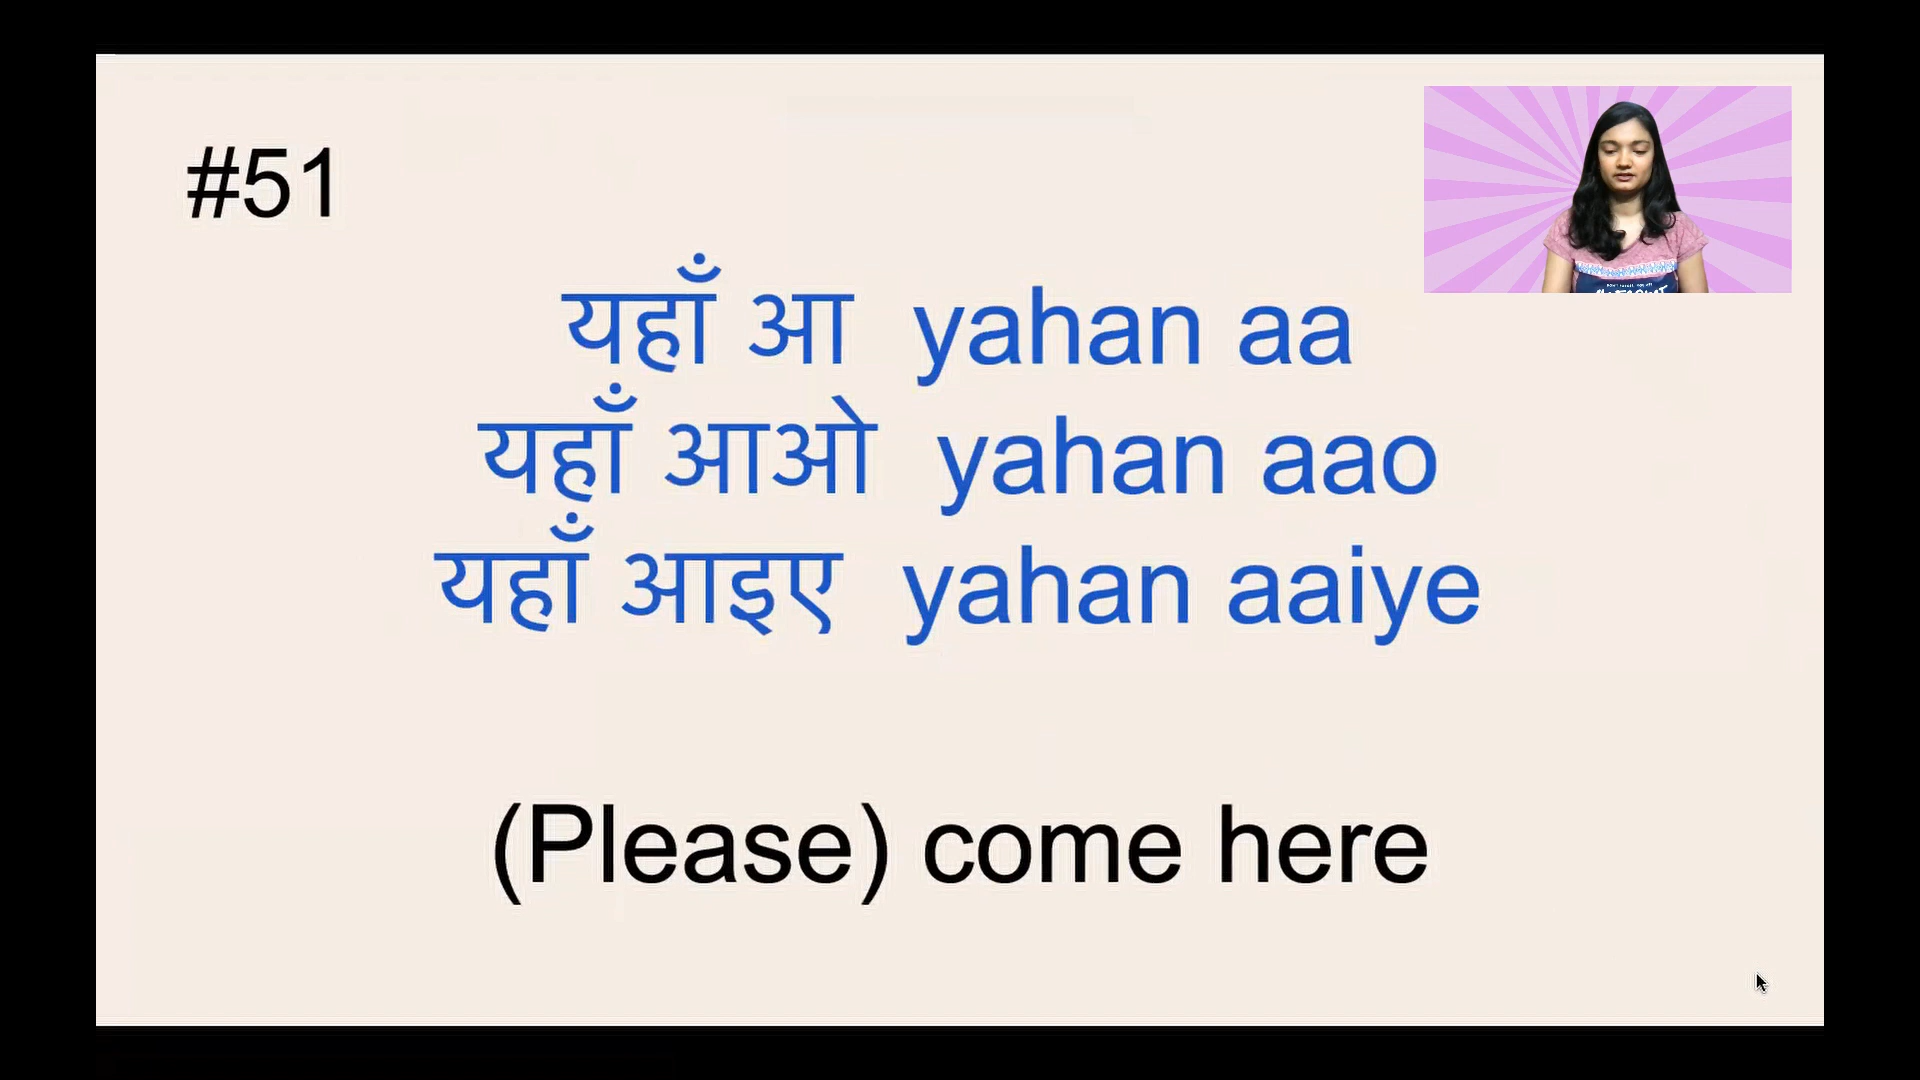 #51
यहाँ आ yahan aa
यहाँ आओ yahan aao
यहाँ आइए yahan aaiye
(Please) come here